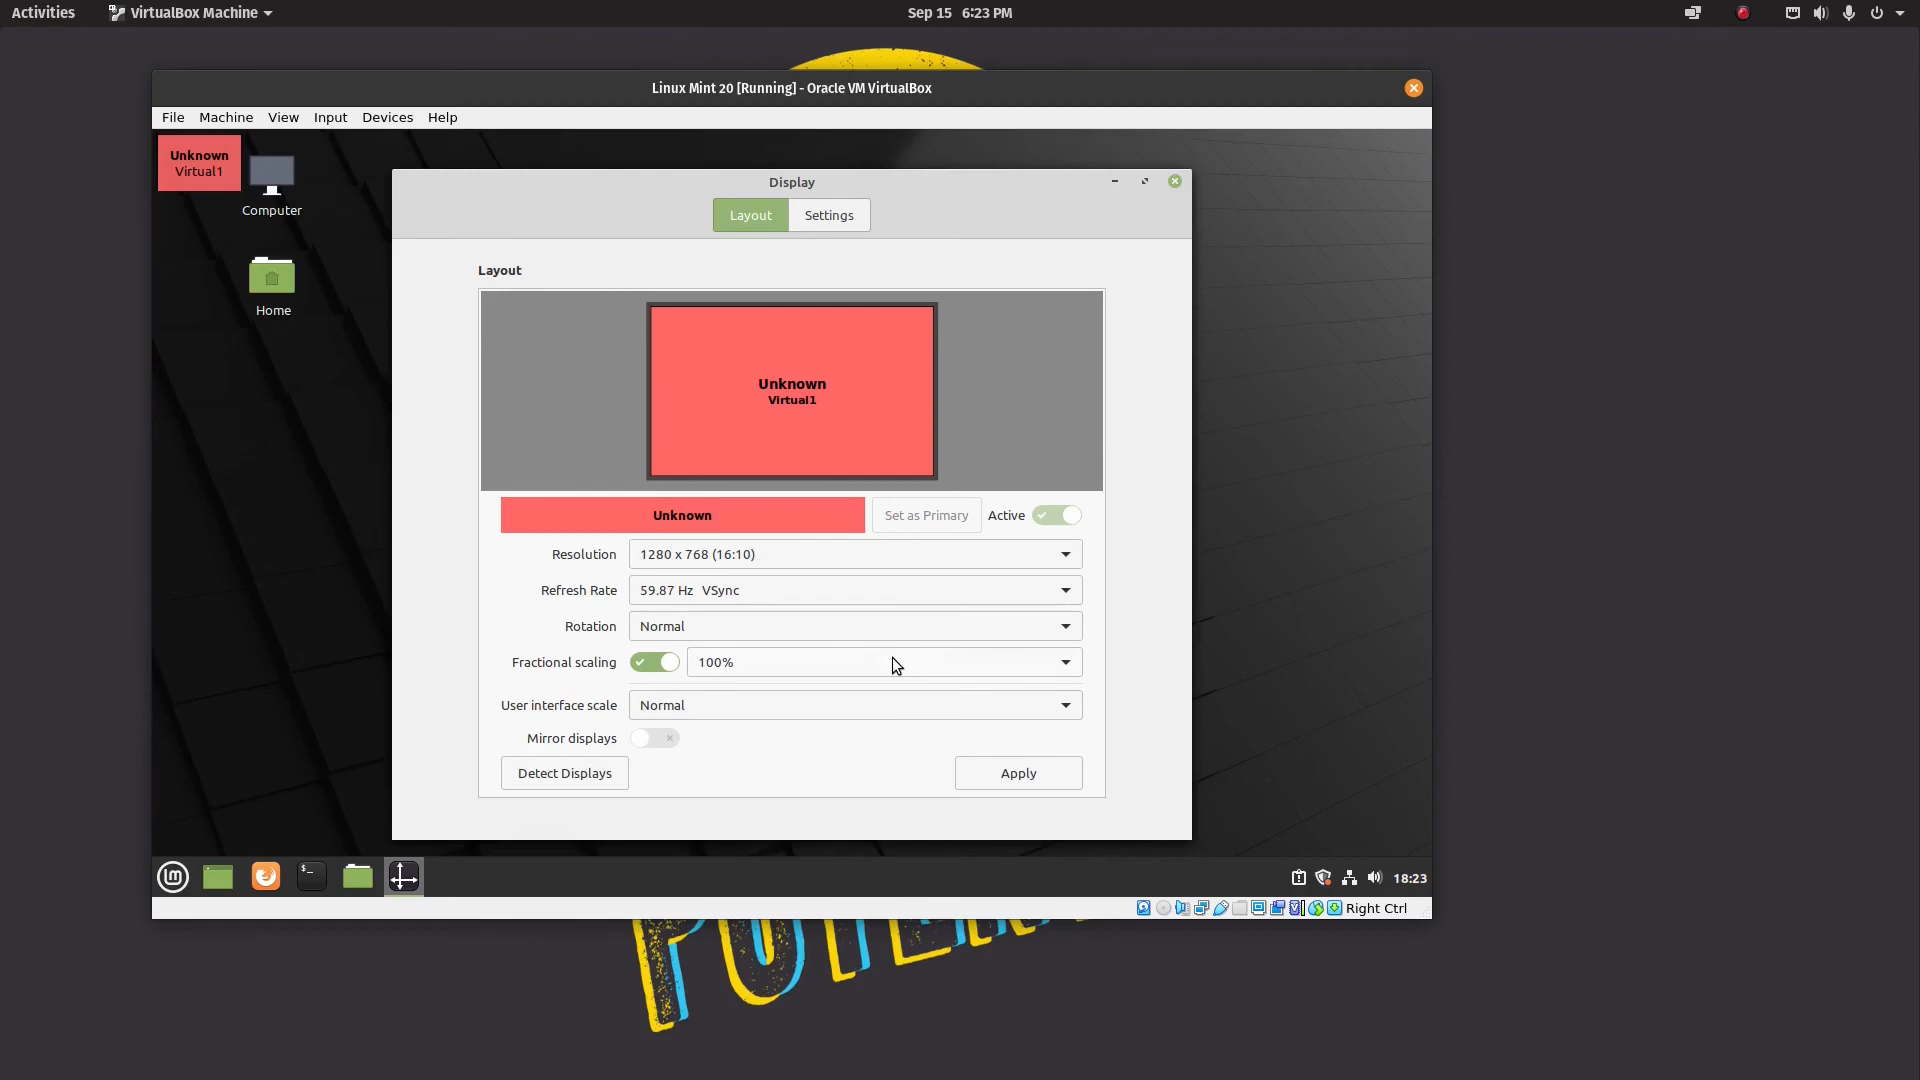 Activities
VirtualBox Machine
Sep 15 6:23 PM
Linux Mint 20 [Running] - Oracle VM VirtualBox
File Machine View Input Devices Help
Unknown
Virtual1
Computer
Home
Display
Layout
Settings
Layout
Unknown
Virtual1
Unknown
Set as Primary
Active
Resolution
1280 x 768 (16:10)
Refresh Rate
59.87 Hz VSync
Rotation
Normal
Fractional scaling
100%
User interface scale
Normal
Mirror displays
Detect Displays
Apply
18:23
Right Ctrl